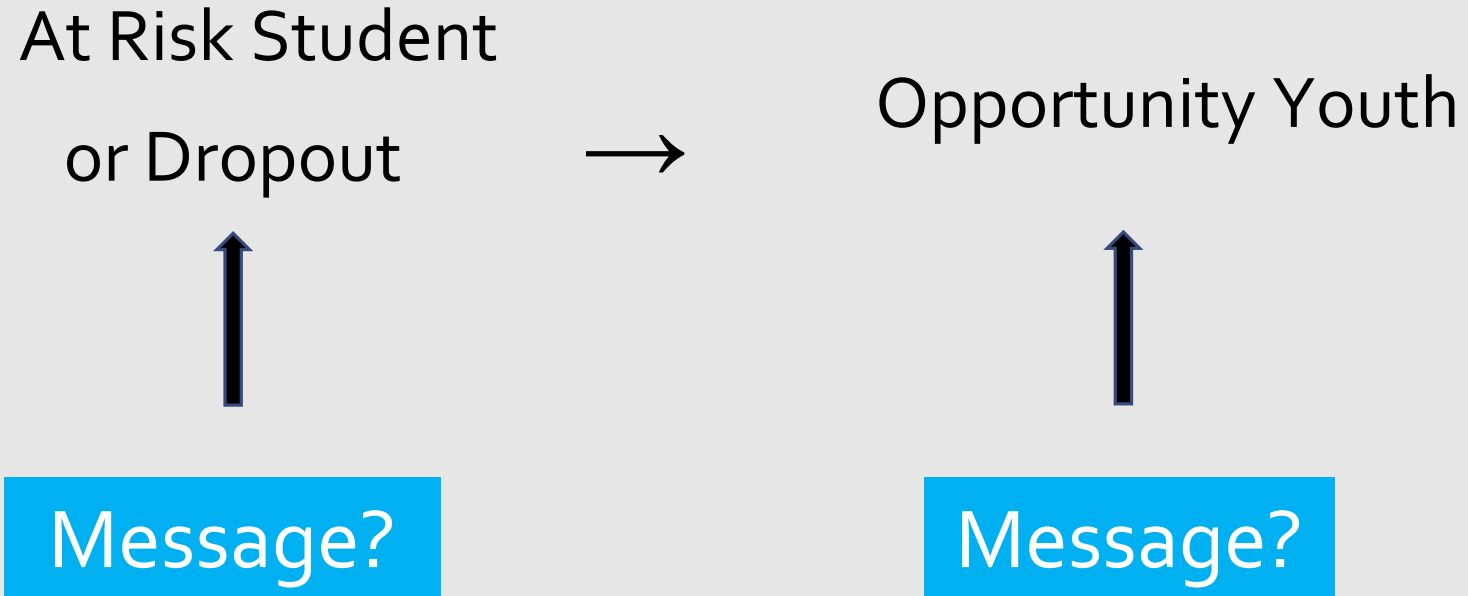 At Risk Student
or Dropout
→
Opportunity Youth
Message?
Message?